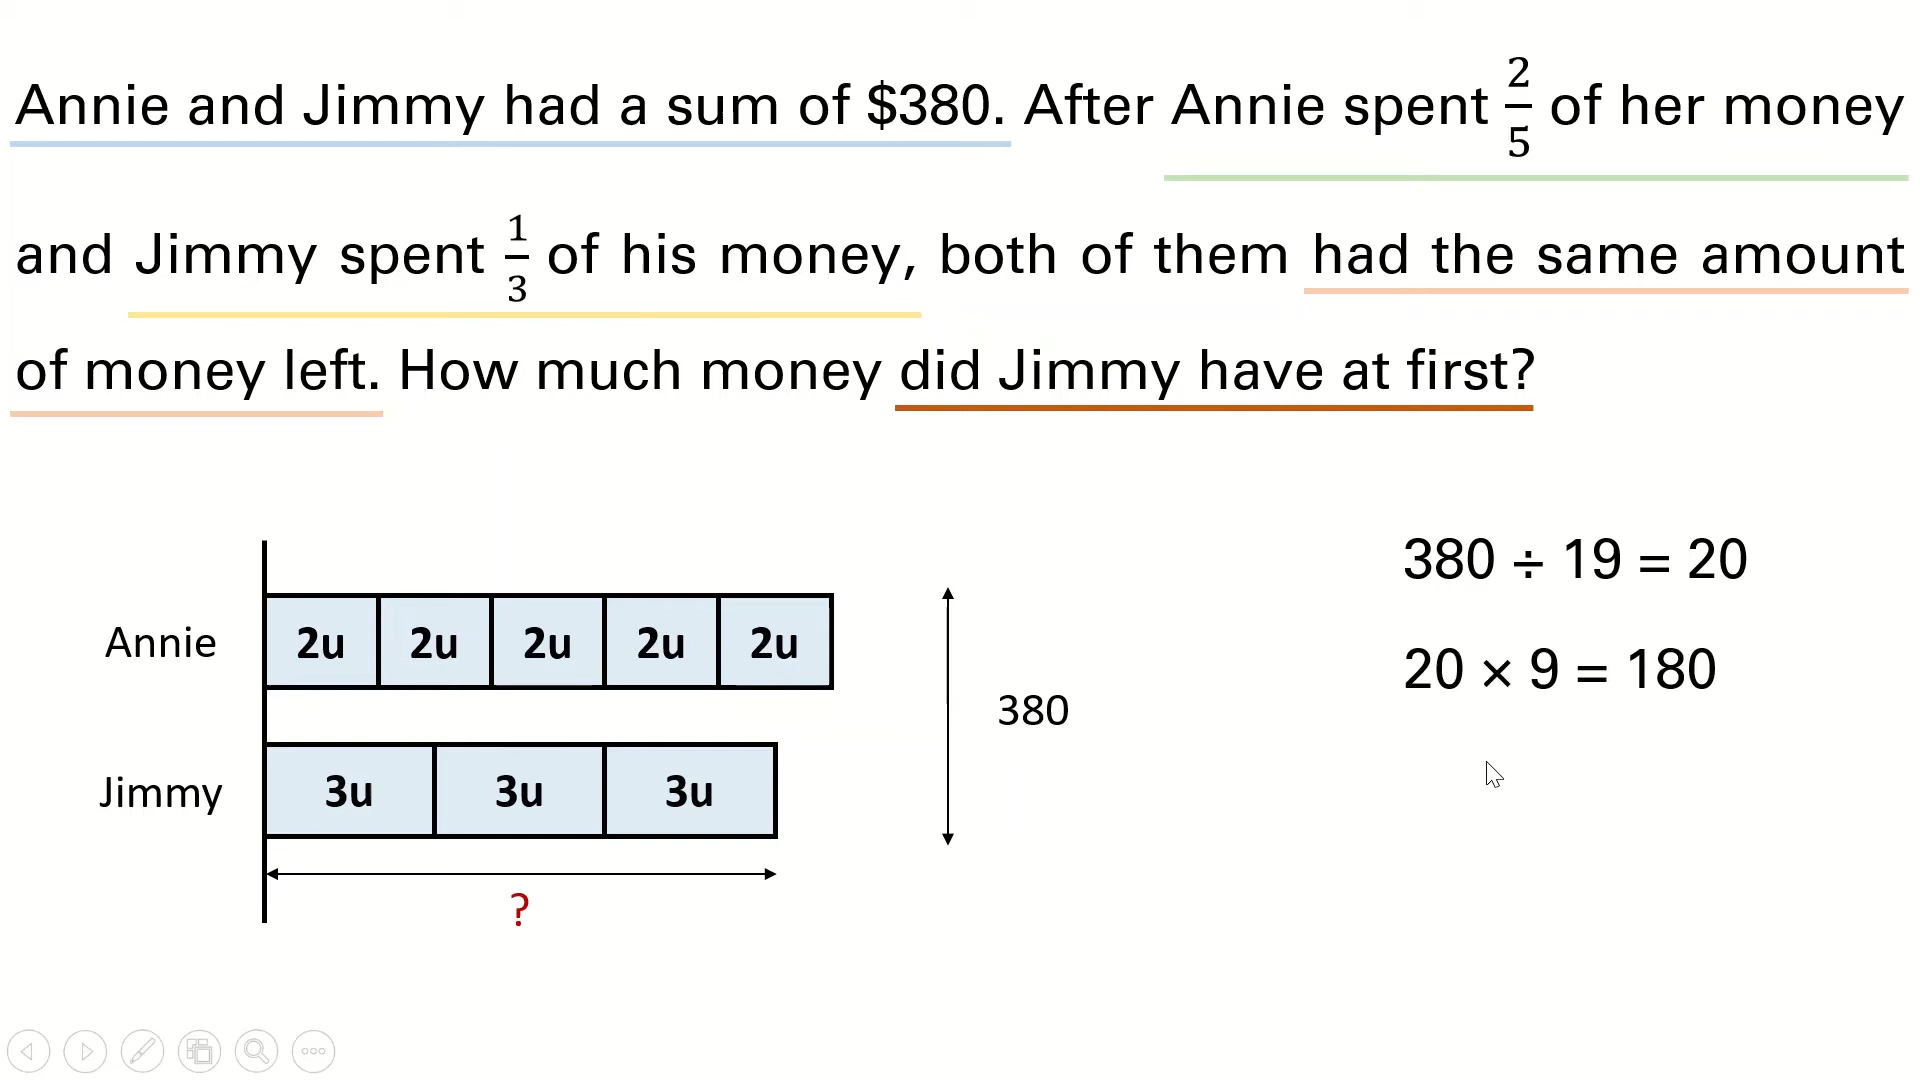 Annie and Jimmy had a sum of $380. After Annie spent 2/5 of her money
and Jimmy spent 1/3 of his money, both of them had the same amount
of money left. How much money did Jimmy have at first?
380 ÷ 19 = 20
Annie 2u 2u 2u 2u 2u
20 × 9 = 180
380
Jimmy 3u 3u 3u
?